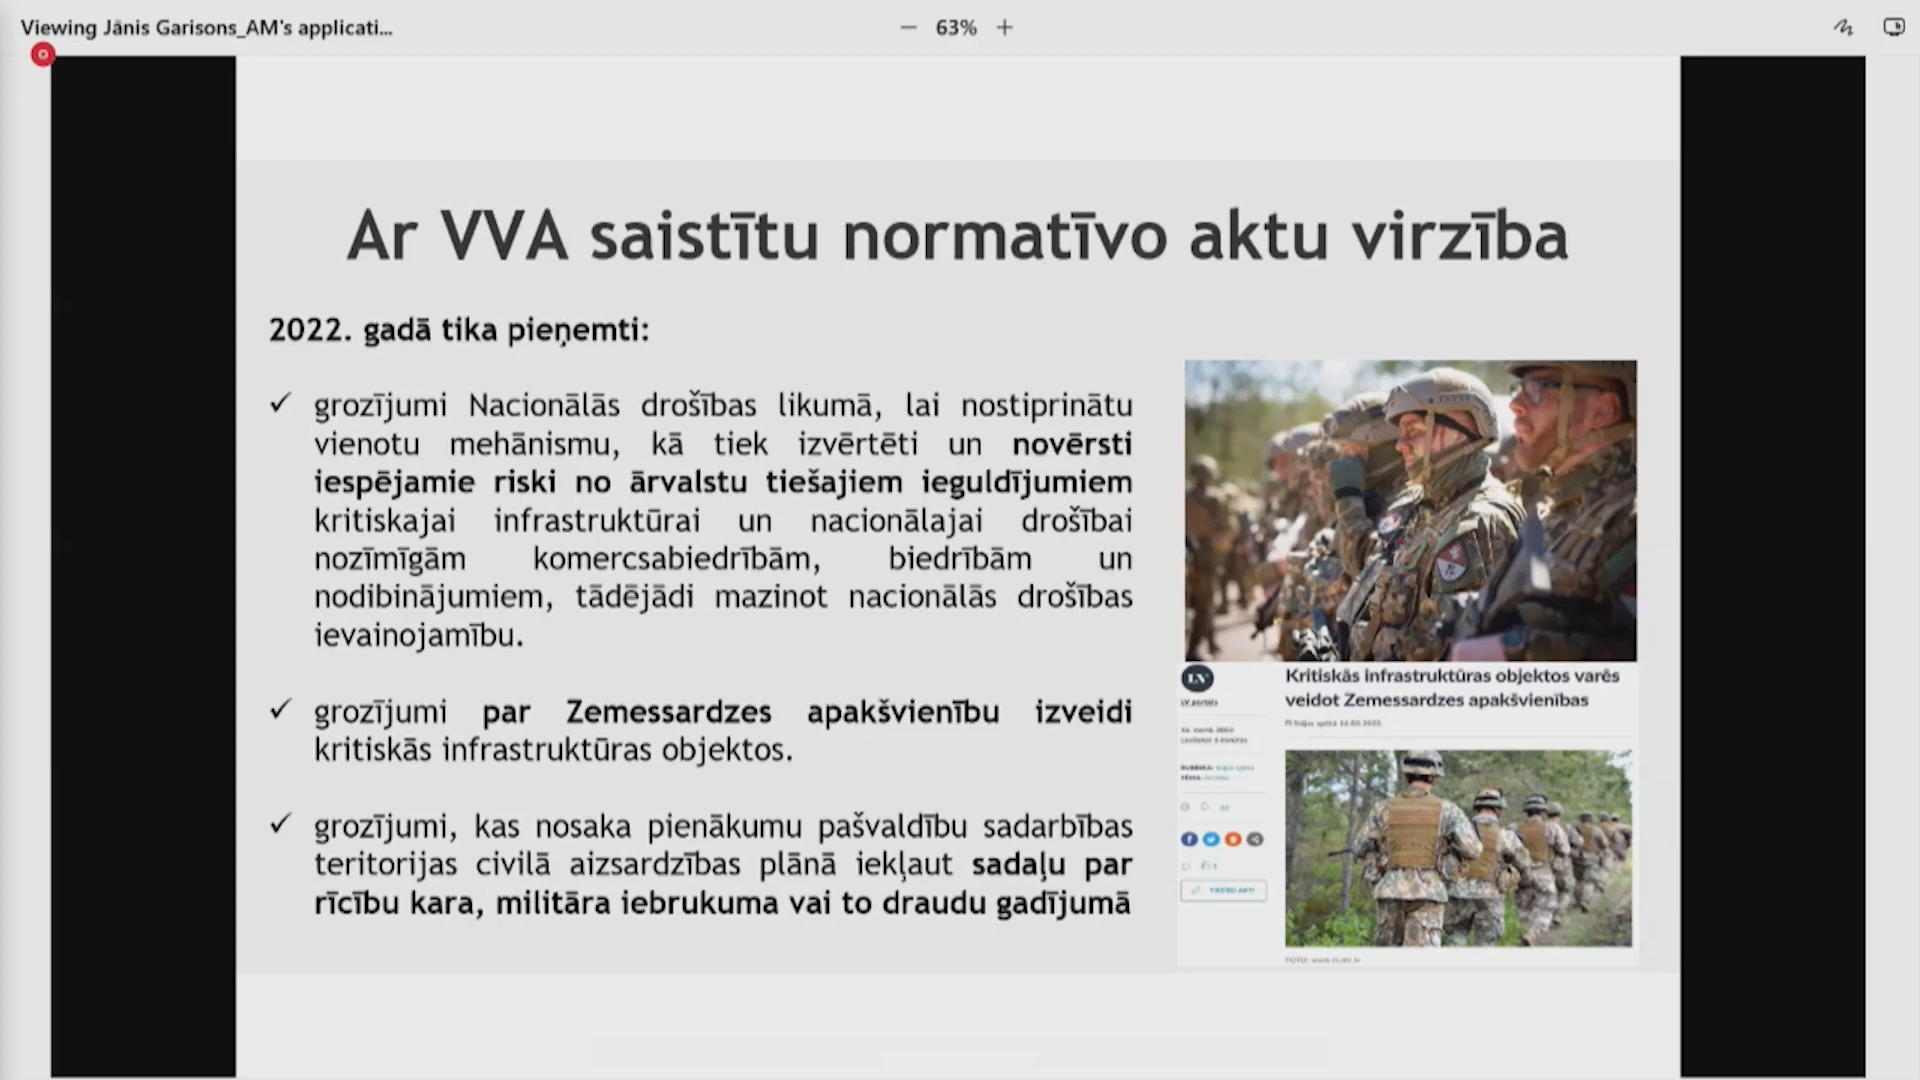 Viewing Jānis Garisons_AM's applicati...
63%
Ar VVA saistītu normatīvo aktu virzība
2022. gadā tika pieņemti:
✓ grozījumi Nacionālās drošības likumā, lai nostiprinātu
vienotu mehānismu, kā tiek izvērtēti un novērsti
iespējamie riski no ārvalstu tiešajiem ieguldījumiem
kritiskajai infrastruktūrai un nacionālajai drošībai
nozīmīgām komercsabiedrībām, biedrībām un
nodibinājumiem, tādējādi mazinot nacionālās drošības
ievainojamību.
✓ grozījumi par Zemessardzes apakšvienību izveidi
kritiskās infrastruktūras objektos.
✓ grozījumi, kas nosaka pienākumu pašvaldību sadarbības
teritorijas civilā aizsardzības plānā iekļaut sadaļu par
rīcību kara, militāra iebrukuma vai to draudu gadījumā
LV
LV portāls
Kritiskās infrastruktūras objektos varēs
veidot Zemessardzes apakšvienības